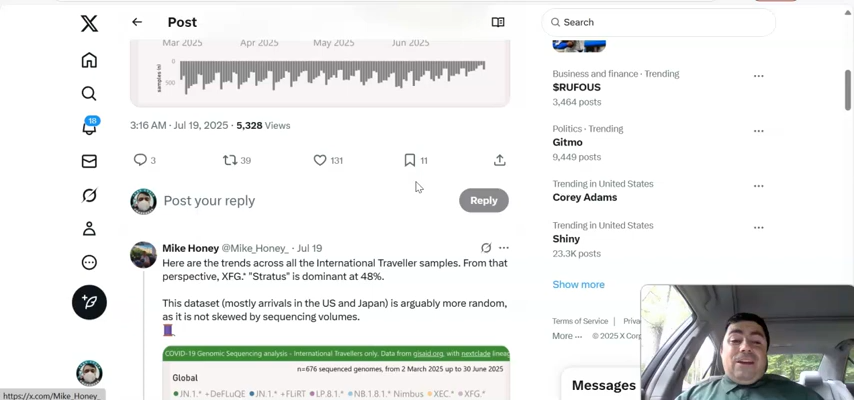 Post
Search
Mar 2025 Apr 2025 May 2025 Jun 2025
samples in/
500
3:16 AM · Jul 19, 2025 · 5,328 Views
3 39 131 11
Post your reply
Reply
Mike Honey @Mike_Honey_ · Jul 19
Here are the trends across all the International Traveller samples. From that
perspective, XFG.* "Stratus" is dominant at 48%.
This dataset (mostly arrivals in the US and Japan) is arguably more random,
as it is not skewed by sequencing volumes.
COVID-19 Genomic Sequencing analysis - International Travellers only. Data from gisaid.org, with nextclade lineag
n=676 sequenced genomes, from 2 March 2025 up to 30 June 2025
Global
JN.1.* +DeFLuQE JN.1.* +FLiRT LP.8.1.* NB.1.8.1.* Nimbus XEC.* XFG.*
18
Business and finance · Trending
$RUFOUS
3,464 posts
Politics · Trending
Gitmo
9,449 posts
Trending in United States
Corey Adams
Trending in United States
Shiny
23.3K posts
Show more
Terms of Service | Priva
More ··· © 2025 X Corp
Messages
https://x.com/Mike_Honey_